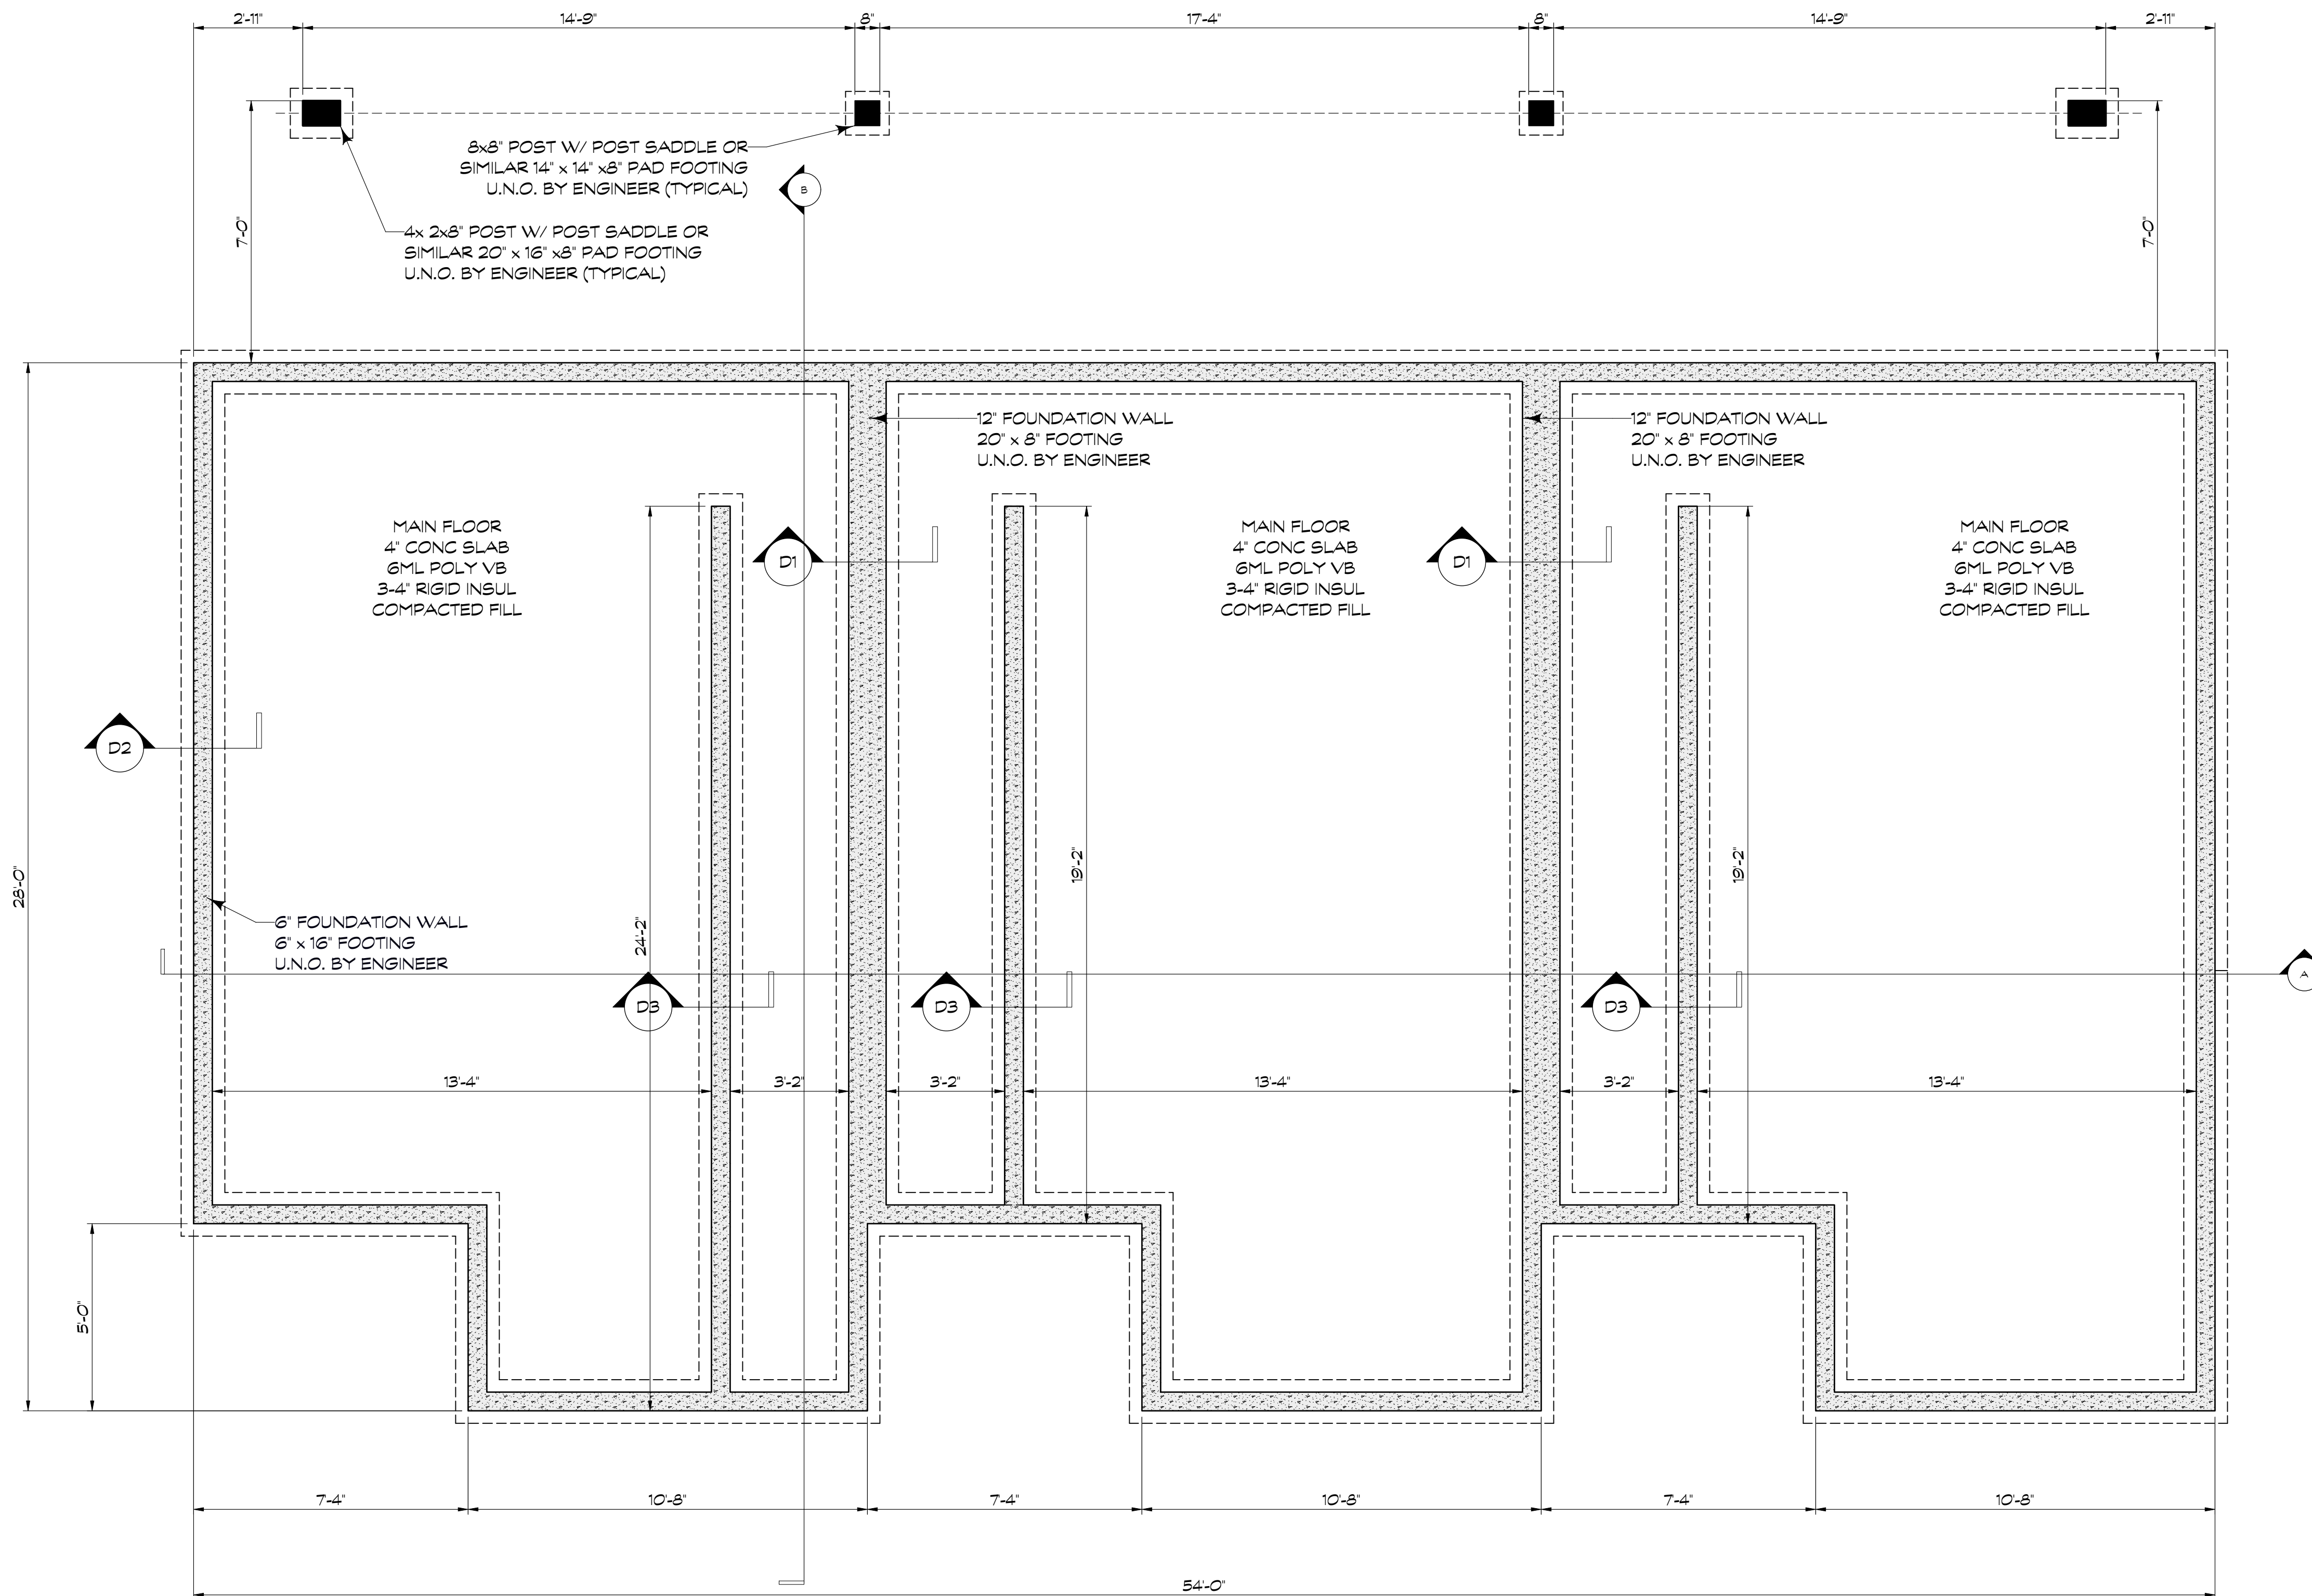 2'-11"
14'-9"
8"
17'-4"
8"
14'-9"
2'-11"
8x8" POST W/ POST SADDLE OR
SIMILAR 14" x 14" x8" PAD FOOTING
U.N.O. BY ENGINEER (TYPICAL)
B
7'-0"
7'-0"
4x 2x8" POST W/ POST SADDLE OR
SIMILAR 20" x 16" x8" PAD FOOTING
U.N.O. BY ENGINEER (TYPICAL)
12" FOUNDATION WALL
20" x 8" FOOTING
U.N.O. BY ENGINEER
12" FOUNDATION WALL
20" x 8" FOOTING
U.N.O. BY ENGINEER
MAIN FLOOR
4" CONC SLAB
6ML POLY VB
3-4" RIGID INSUL
COMPACTED FILL
D1
MAIN FLOOR
4" CONC SLAB
6ML POLY VB
3-4" RIGID INSUL
COMPACTED FILL
D1
MAIN FLOOR
4" CONC SLAB
6ML POLY VB
3-4" RIGID INSUL
COMPACTED FILL
D2
28'-0"
19'-2"
19'-2"
6" FOUNDATION WALL
6" x 16" FOOTING
U.N.O. BY ENGINEER
24'-2"
A
D3
D3
D3
13'-4"
3'-2"
3'-2"
13'-4"
3'-2"
13'-4"
5'-0"
7'-4"
10'-8"
7'-4"
10'-8"
7'-4"
10'-8"
54'-0"